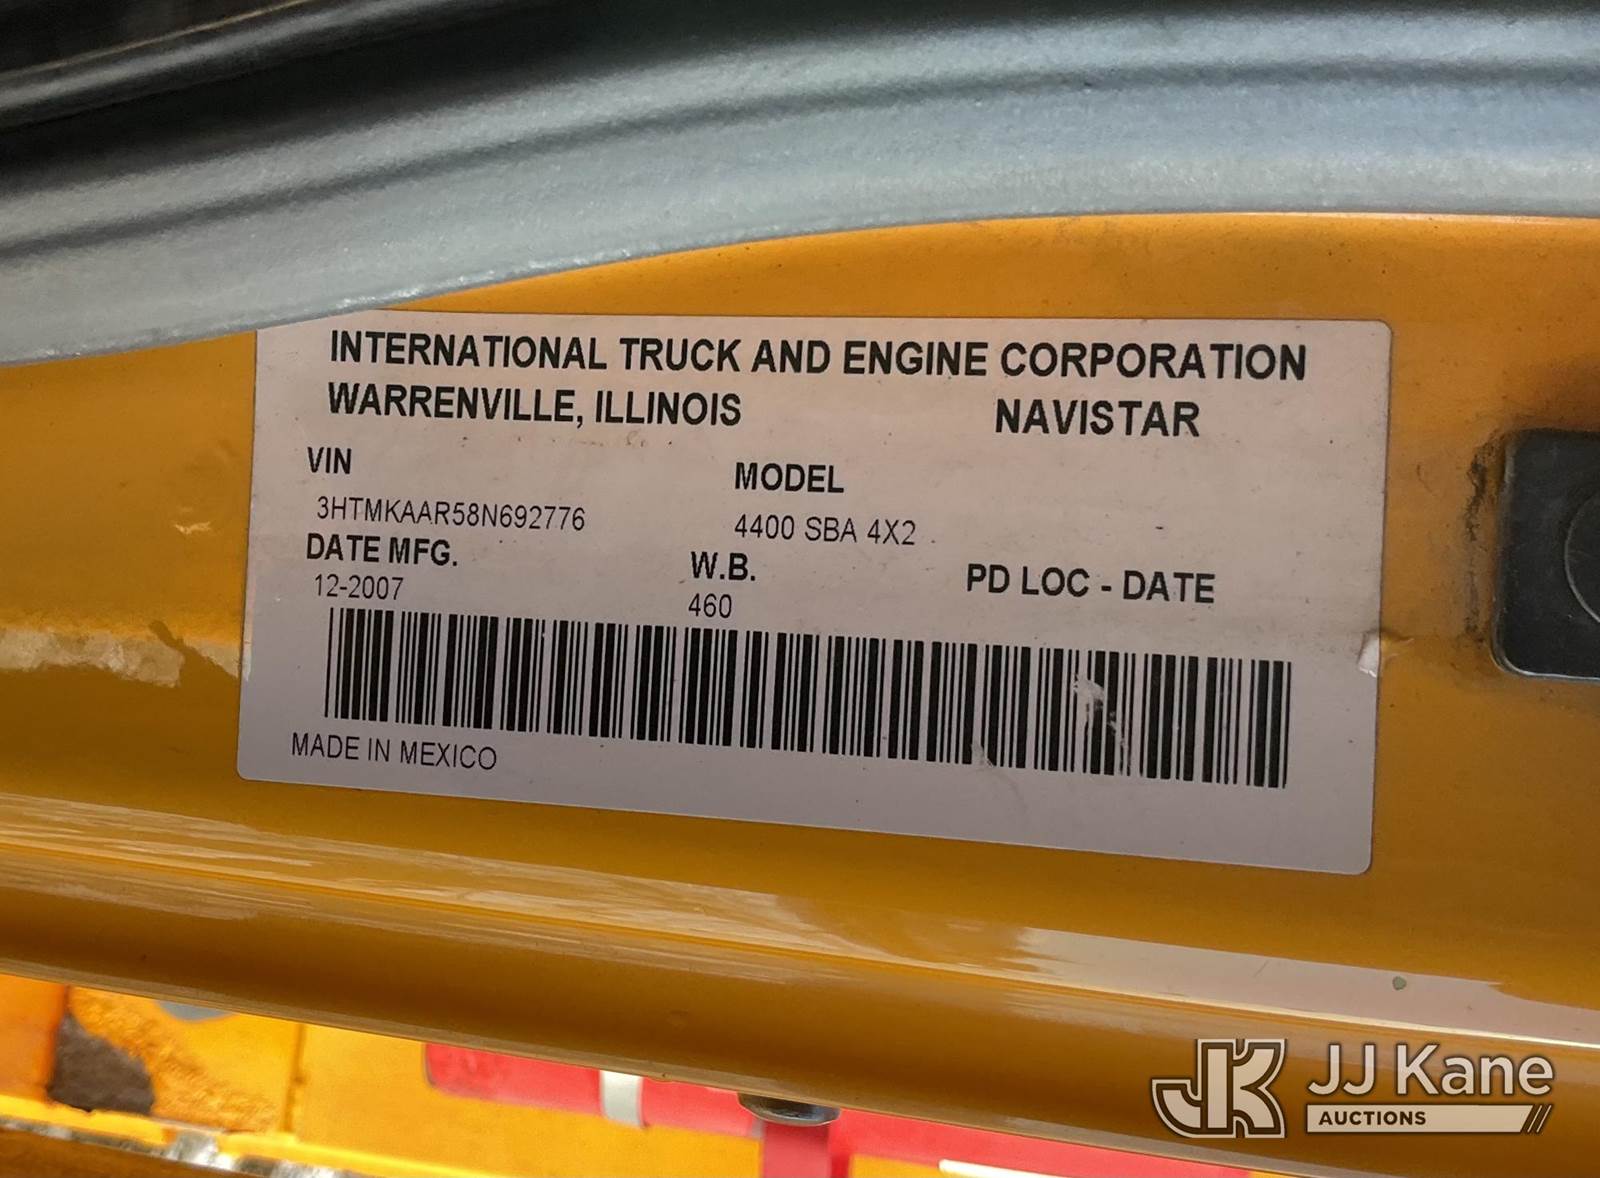 INTERNATIONAL TRUCK AND ENGINE CORPORATION
WARRENVILLE, ILLINOIS NAVISTAR
VIN MODEL
3HTMKAAR58N692776 4400 SBA 4X2
DATE MFG. W.B. PD LOC - DATE
12-2007 460
MADE IN MEXICO
JK JJ Kane
AUCTIONS